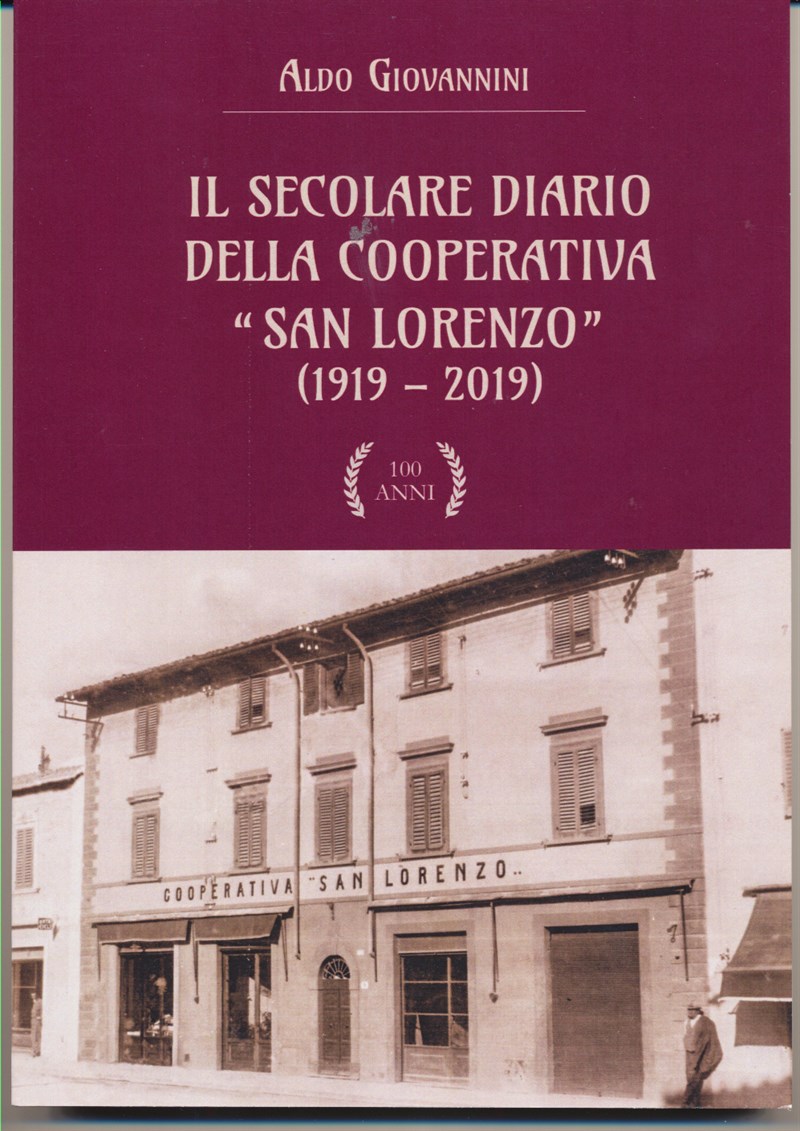 ALDO GIOVANNINI
IL SECOLARE DIARIO
DELLA COOPERATIVA
“SAN LORENZO”
(1919 – 2019)
100
ANNI
COOPERATIVA "SAN LORENZO"